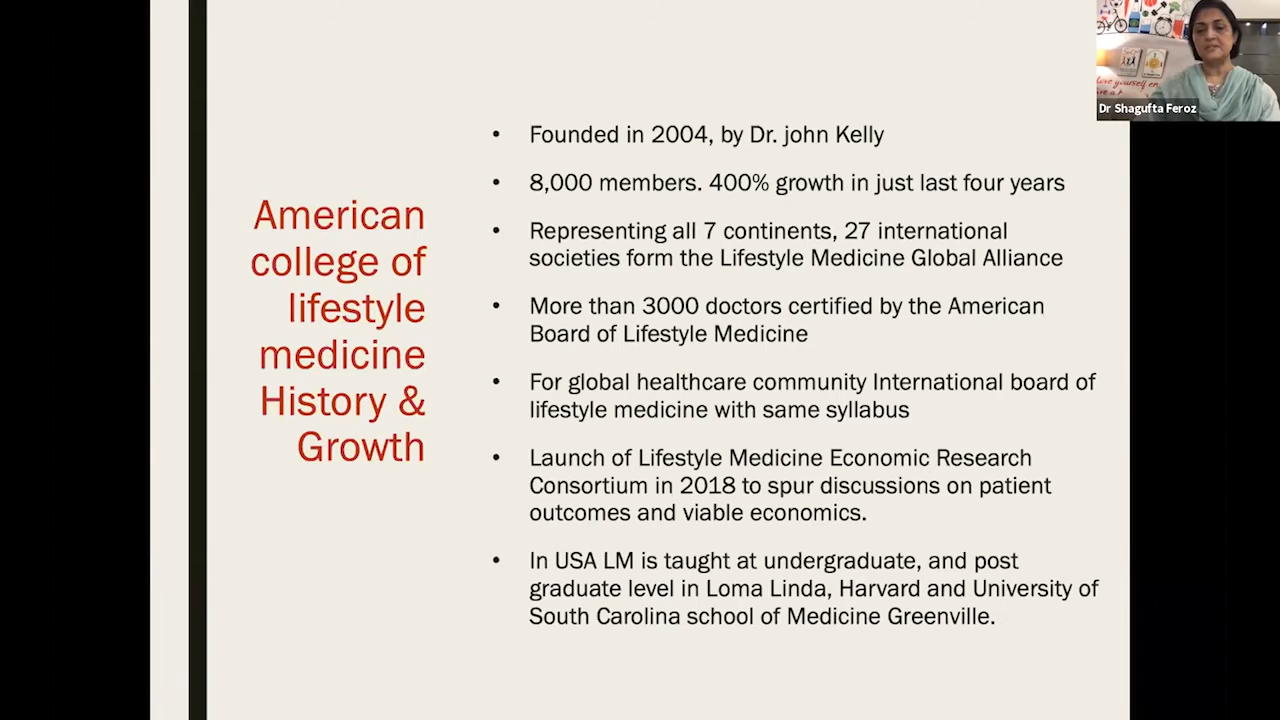 American
college of
lifestyle
medicine
History &
Growth
• Founded in 2004, by Dr. john Kelly
• 8,000 members. 400% growth in just last four years
• Representing all 7 continents, 27 international
societies form the Lifestyle Medicine Global Alliance
• More than 3000 doctors certified by the American
Board of Lifestyle Medicine
• For global healthcare community International board of
lifestyle medicine with same syllabus
• Launch of Lifestyle Medicine Economic Research
Consortium in 2018 to spur discussions on patient
outcomes and viable economics.
• In USA LM is taught at undergraduate, and post
graduate level in Loma Linda, Harvard and University of
South Carolina school of Medicine Greenville.
love yourself en
Dr Shagufta Feroz